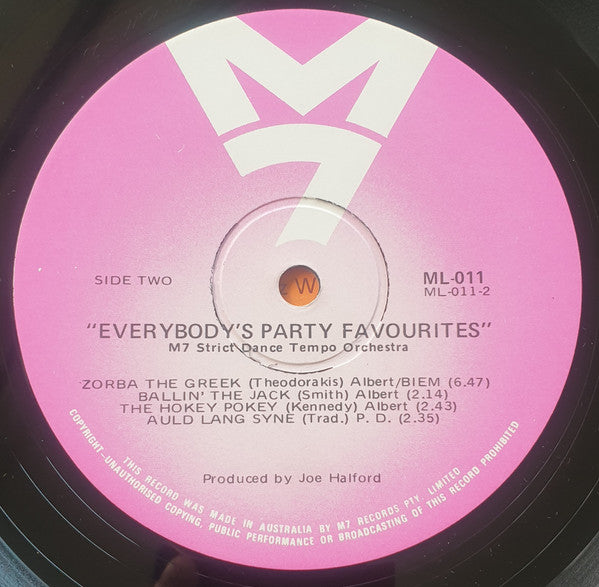 M
7
SIDE TWO
ML-011
ML-011-2
W
"EVERYBODY'S PARTY FAVOURITES"
M7 Strict Dance Tempo Orchestra
ZORBA THE GREEK (Theodorakis) Albert/BIEM (6.47)
BALLIN' THE JACK (Smith) Albert (2.14)
THE HOKEY POKEY (Kennedy) Albert (2.43)
AULD LANG SYNE (Trad.) P. D. (2.35)
Produced by Joe Halford
THIS RECORD WAS MADE IN AUSTRALIA BY M7 RECORDS PTY. LIMITED
COPYRIGHT—UNAUTHORISED COPYING, PUBLIC PERFORMANCE OR BROADCASTING OF THIS RECORD PROHIBITED